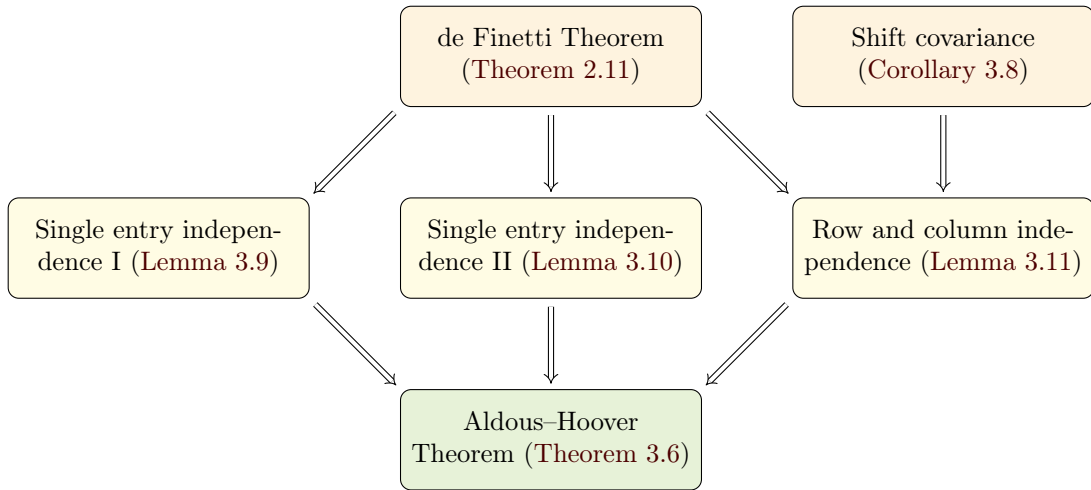 de Finetti Theorem
(Theorem 2.11)
Shift covariance
(Corollary 3.8)
Single entry indepen-
dence I (Lemma 3.9)
Single entry indepen-
dence II (Lemma 3.10)
Row and column inde-
pendence (Lemma 3.11)
Aldous–Hoover
Theorem (Theorem 3.6)